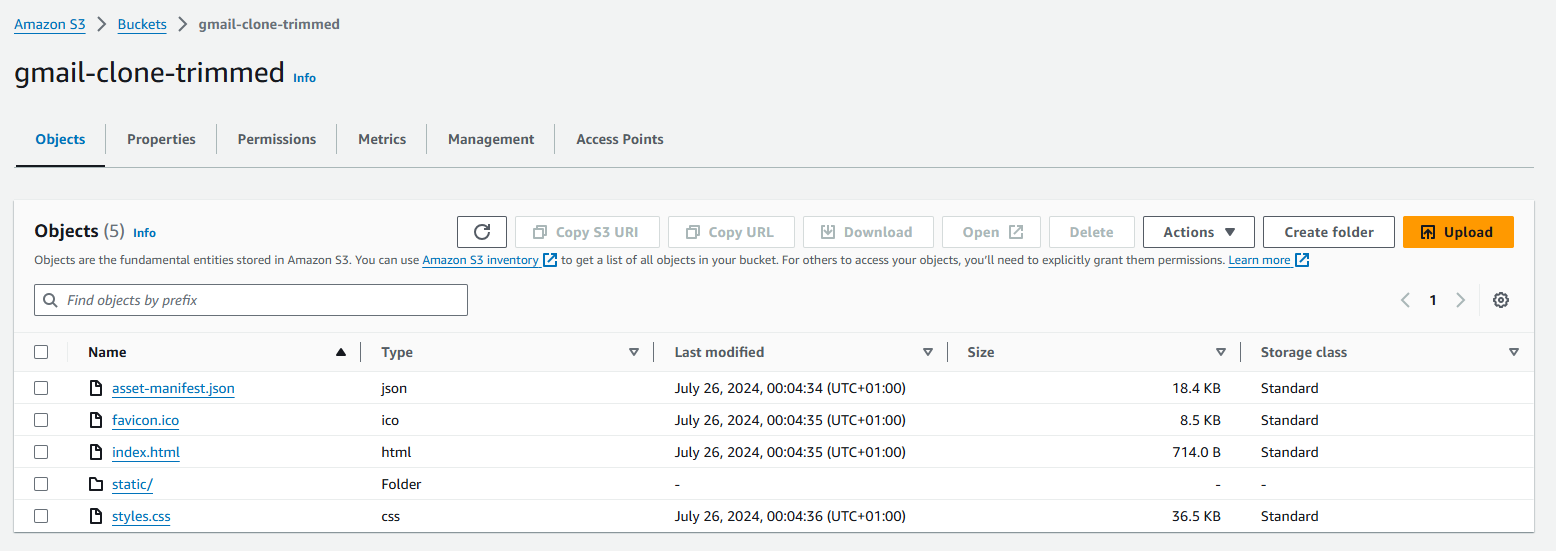 Amazon S3 > Buckets > gmail-clone-trimmed
gmail-clone-trimmed Info
Objects Properties Permissions Metrics Management Access Points
Objects (5) Info Copy S3 URI Copy URL Download Open Delete Actions Create folder Upload
Objects are the fundamental entities stored in Amazon S3. You can use Amazon S3 inventory to get a list of all objects in your bucket. For others to access your objects, you'll need to explicitly grant them permissions. Learn more
Find objects by prefix 1
Name Type Last modified Size Storage class
asset-manifest.json json July 26, 2024, 00:04:34 (UTC+01:00) 18.4 KB Standard
favicon.ico ico July 26, 2024, 00:04:35 (UTC+01:00) 8.5 KB Standard
index.html html July 26, 2024, 00:04:35 (UTC+01:00) 714.0 B Standard
static/ Folder - - -
styles.css css July 26, 2024, 00:04:36 (UTC+01:00) 36.5 KB Standard